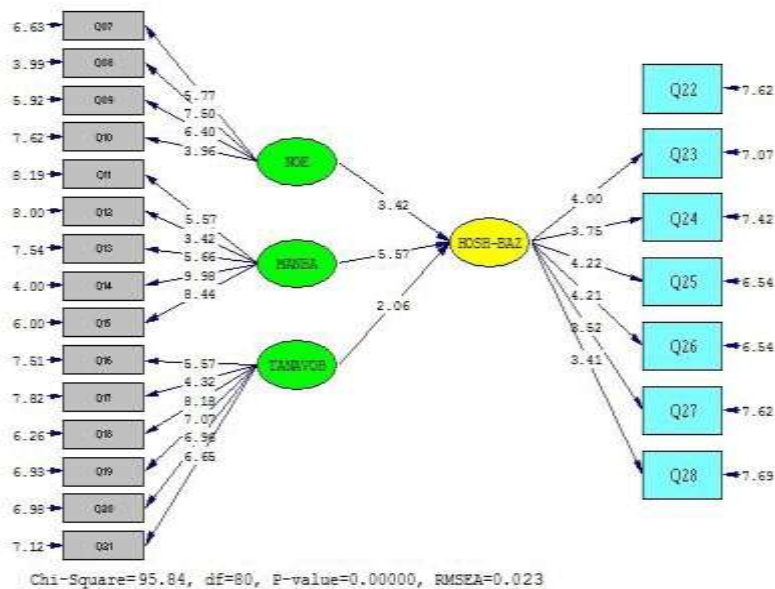 6.63 Q07
3.99 Q08
5.92 Q09
7.62 Q10
8.19 Q11
8.00 Q12
7.54 Q13
4.00 Q14
6.00 Q15
7.51 Q16
7.82 Q17
6.26 Q18
6.93 Q19
6.98 Q20
7.12 Q21
5.77
7.50
6.40
3.96
5.57
3.42
5.66
9.98
8.44
5.57
4.32
8.18
7.07
6.96
6.65
NOE
MANBA
TANAVOB
3.42
5.57
2.06
HOSH-BAZ
4.00
3.75
4.22
4.21
3.52
3.41
Q22 7.62
Q23 7.07
Q24 7.42
Q25 6.54
Q26 6.54
Q27 7.62
Q28 7.69
Chi-Square=95.84, df=80, P-value=0.00000, RMSEA=0.023